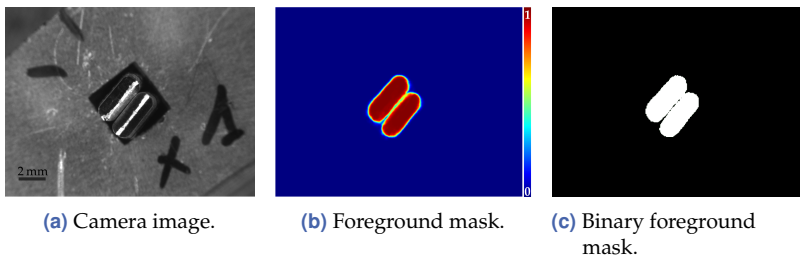 2 mm
1
0
(a) Camera image.
(b) Foreground mask.
(c) Binary foreground
mask.